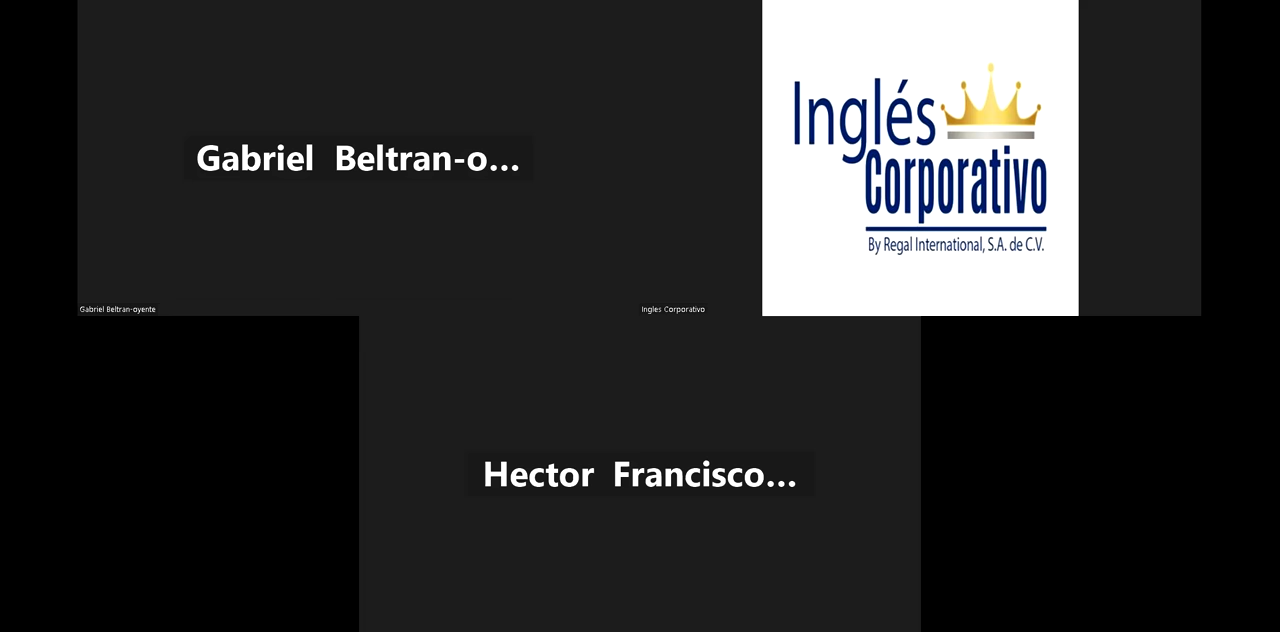 Gabriel Beltran-o...
Gabriel Beltran-oyente
Inglés
Corporativo
By Regal International, S.A. de C.V.
Ingles Corporativo
Hector Francisco...